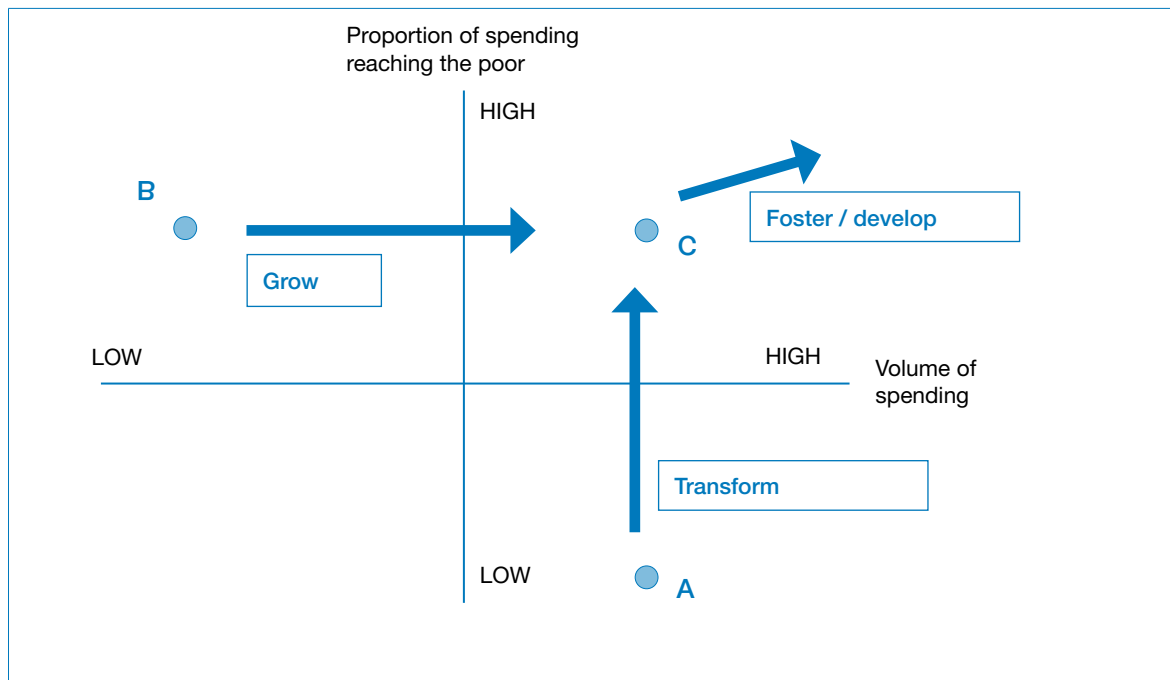 Proportion of spending
reaching the poor
HIGH
B
Foster / develop
C
Grow
LOW
HIGH
Volume of
spending
Transform
LOW
A